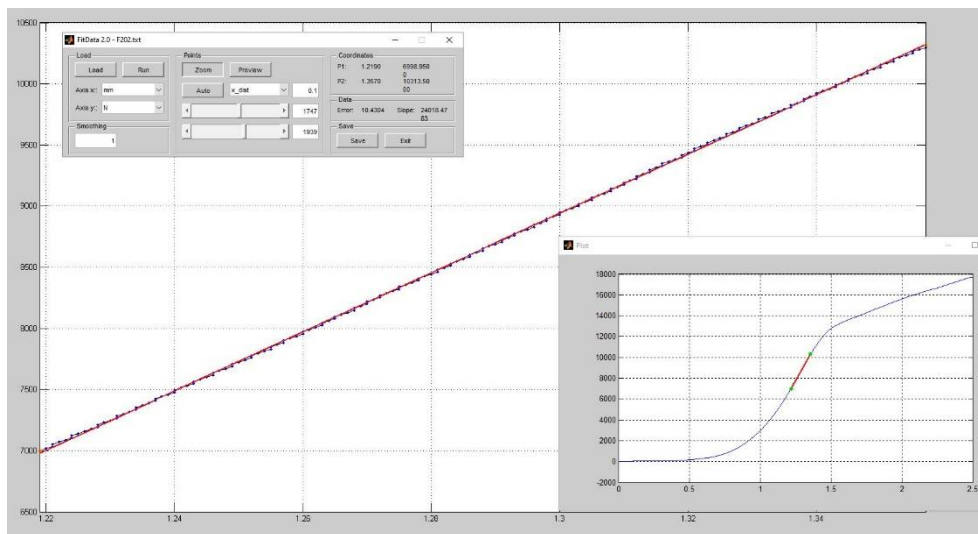 FitData 2.0 - F202.txt
Load
Load Run
Axis x: mm
Axis y: N
Smoothing
1
Points
Zoom Preview
Auto x_dist 0.1
1747
1939
Coordinates
P1: 1.2190 6998.950
0
P2: 1.3570 10313.50
00
Data
Error: 10.4304 Slope: 24018.47
83
Save
Save Exit
10500
10000
9500
9000
8500
8000
7500
7000
6500
1.22 1.24 1.26 1.28 1.3 1.32 1.34
Plot
18000
16000
14000
12000
10000
8000
6000
4000
2000
0
-2000
0 0.5 1 1.5 2 2.5